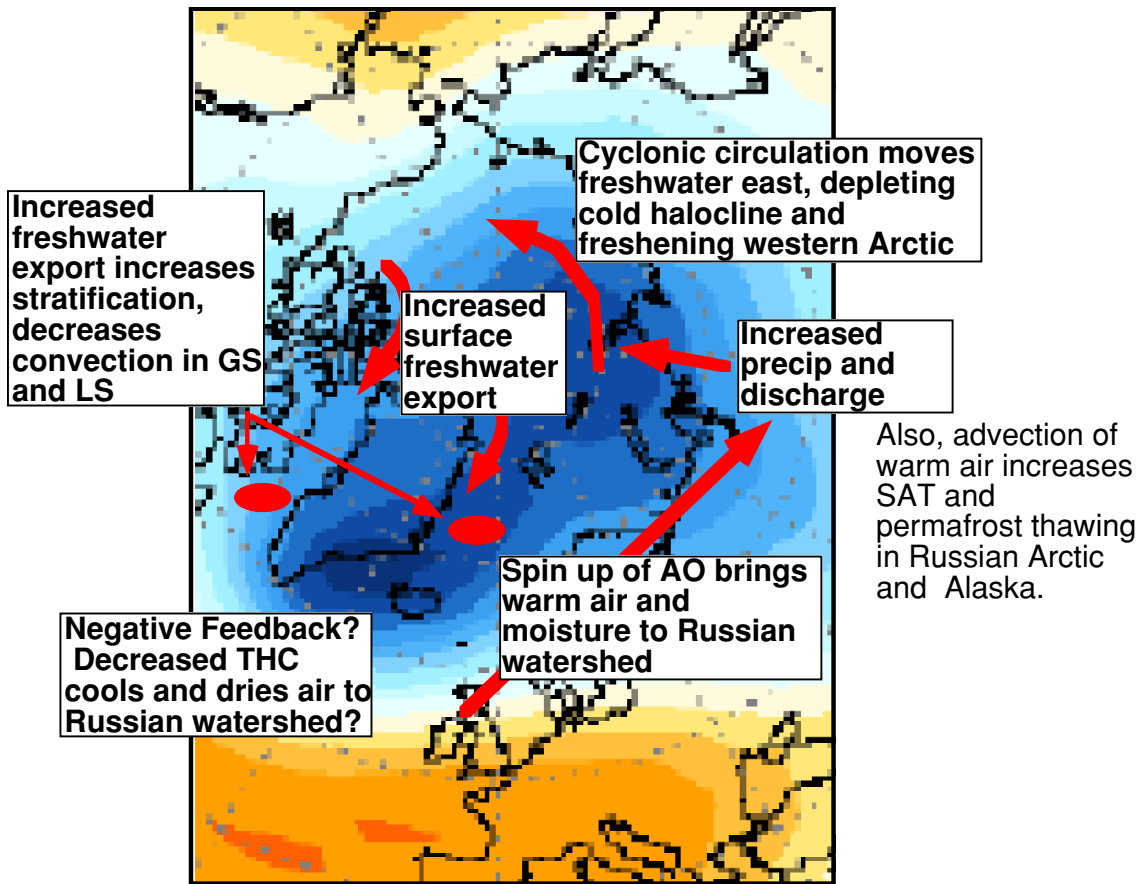 Cyclonic circulation moves
freshwater east, depleting
cold halocline and
freshening western Arctic
Increased
freshwater
export increases
stratification,
decreases
convection in GS
and LS
Increased
surface
freshwater
export
Increased
precip and
discharge
Also, advection of
warm air increases
SAT and
permafrost thawing
in Russian Arctic
and Alaska.
Spin up of AO brings
warm air and
moisture to Russian
watershed
Negative Feedback?
Decreased THC
cools and dries air to
Russian watershed?